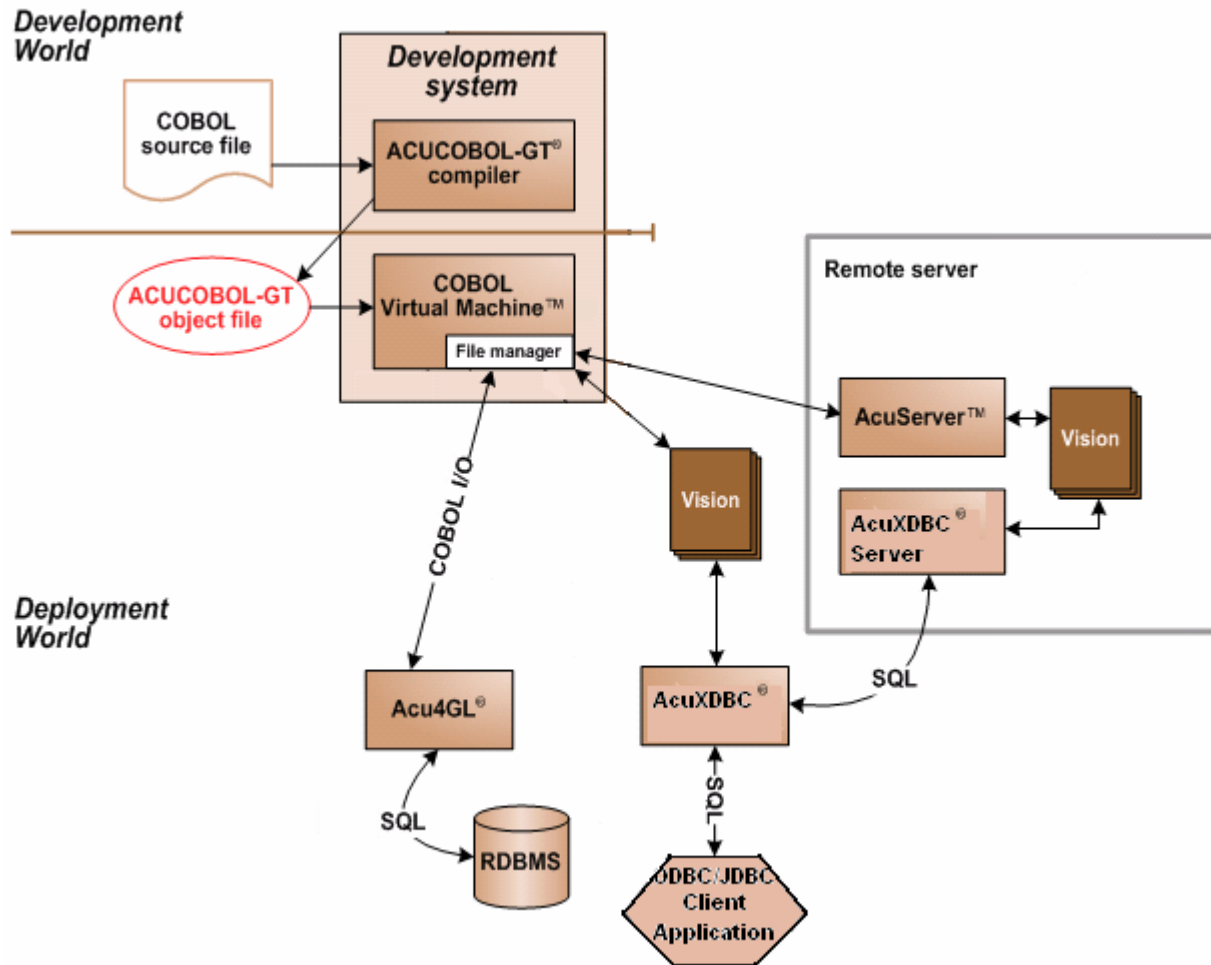 Development
World
Development
system
COBOL
source file
ACUCOBOL-GT®
compiler
ACUCOBOL-GT
object file
COBOL
Virtual Machine™
File manager
Remote server
AcuServer™
Vision
AcuXDBC ®
Server
COBOL I/O
Vision
Deployment
World
SQL
Acu4GL®
AcuXDBC ®
SQL
SQL
RDBMS
ODBC/JDBC
Client
Application